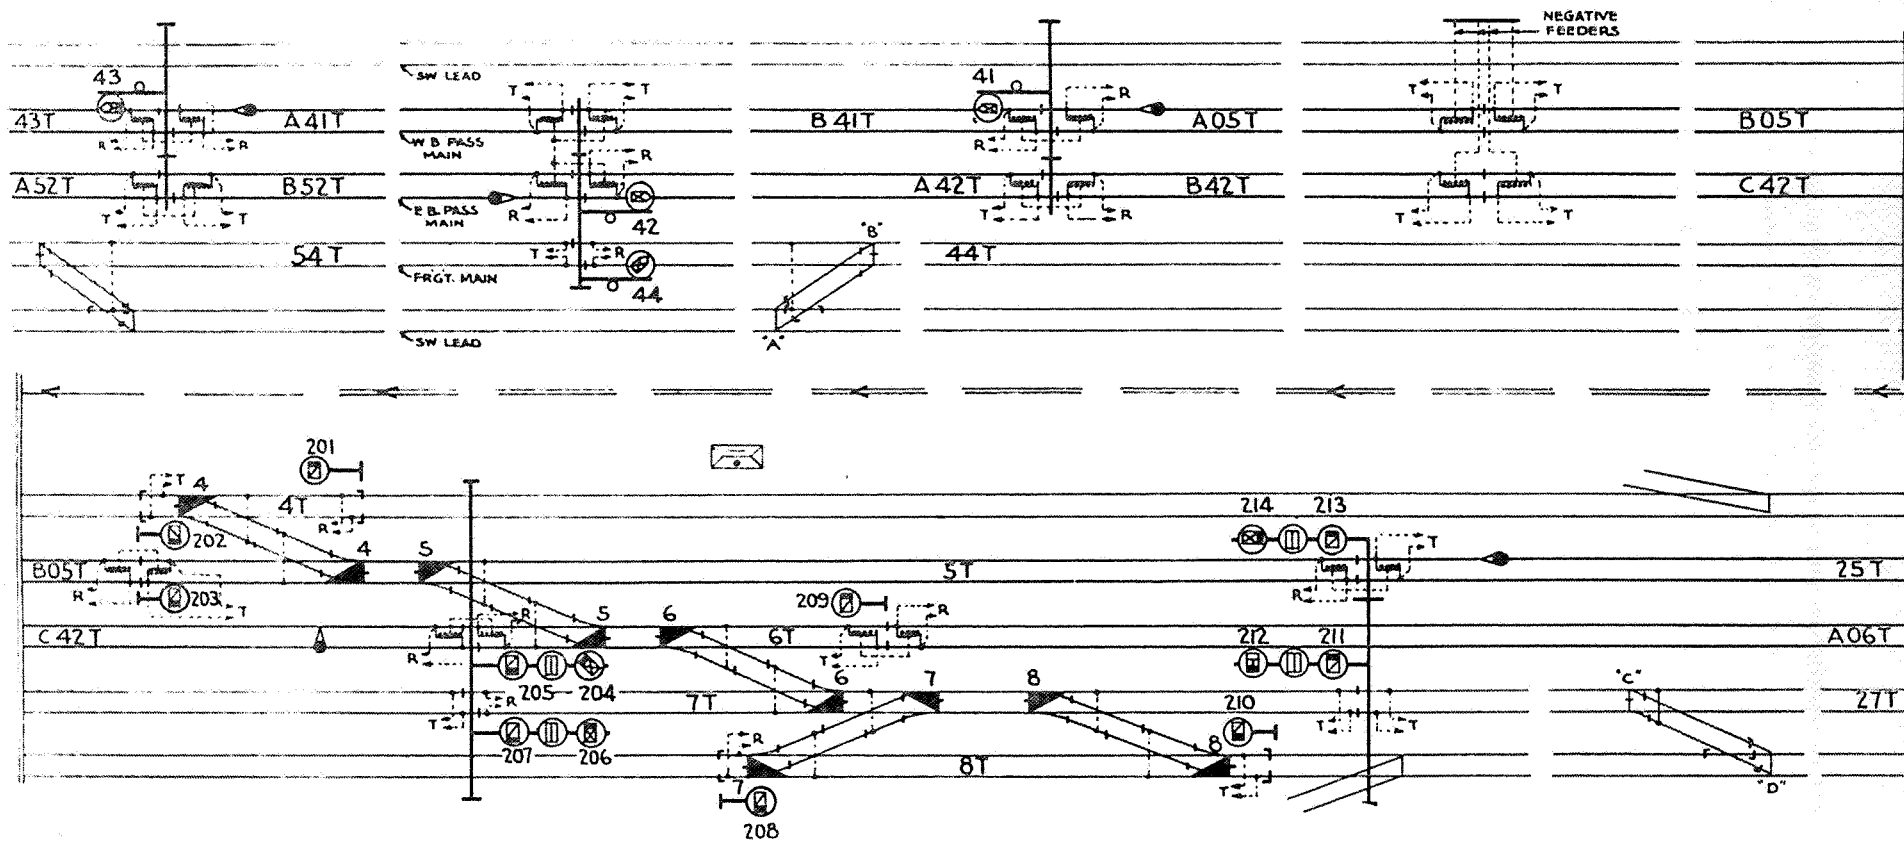 NEGATIVE
FEEDERS
43
SW LEAD
41
T T
T T
R
43T A41T B41T A05T B05T
R R
W.B. PASS
MAIN
R
R
A52T B52T A42T B42T C42T
T T
E.B. PASS
MAIN
R
42
T R
T T
"B"
54T
T R
44T
FRGT. MAIN
44
SW LEAD
"A"
201
T 4
4T
R
214 213
202
T
4 5
B05T 5T 25T
R 203
T
209
R
R
5 6
C42T R 6T A06T
R
T
212 211
205 204
6 7 8
"C"
7T 27T
T R
210
T T
207 206
R
8
8T
7
T
"D"
208